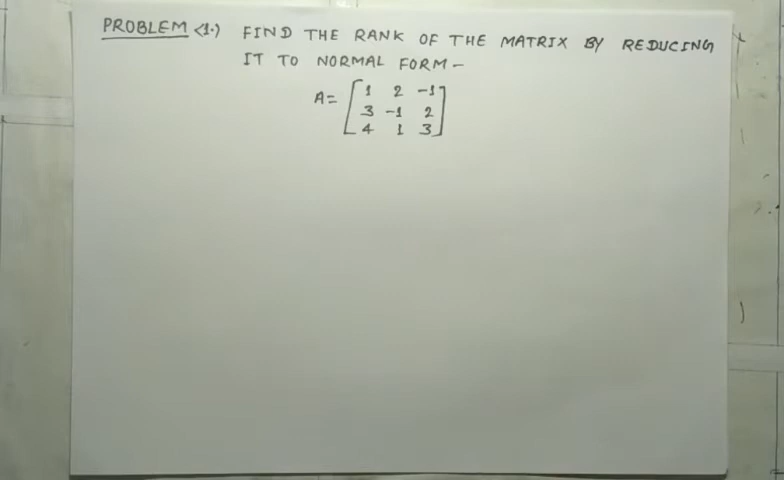 PROBLEM <1.> FIND THE RANK OF THE MATRIX BY REDUCING
IT TO NORMAL FORM -
A = [ 1 2 -1
3 -1 2
4 1 3 ]